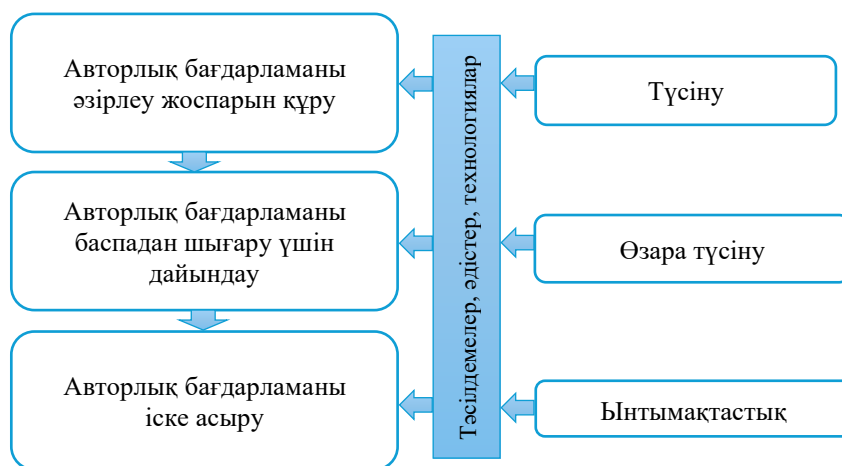 Авторлық бағдарламаны
әзірлеу жоспарын құру
Авторлық бағдарламаны
баспадан шығару үшін
дайындау
Авторлық бағдарламаны
іске асыру
Тәсілдемелер, әдістер, технологиялар
Түсіну
Өзара түсіну
Ынтымақтастық